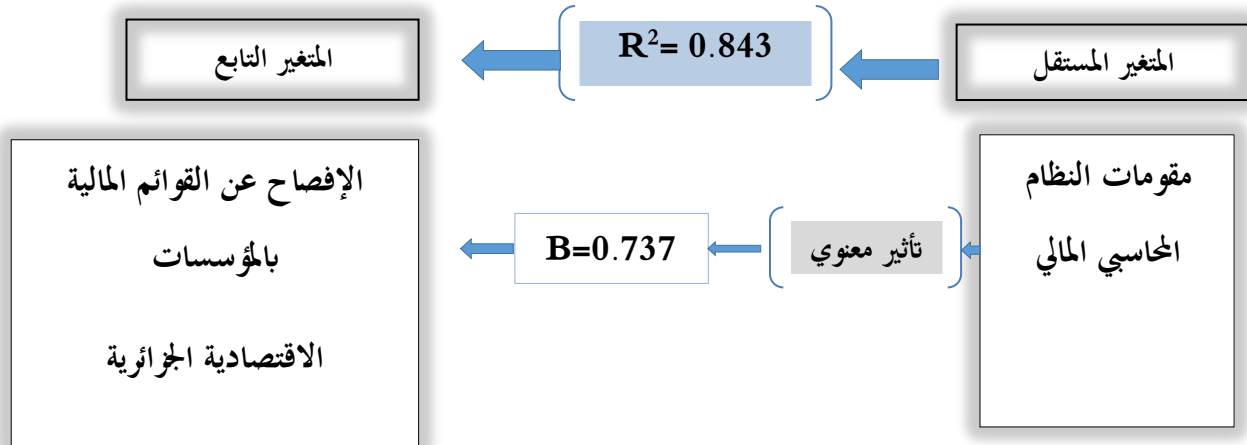 المتغير المستقل
R²= 0.843
المتغير التابع
مقومات النظام
المحاسبي المالي
تأثير معنوي
B=0.737
الإفصاح عن القوائم المالية
بالمؤسسات
الاقتصادية الجزائرية